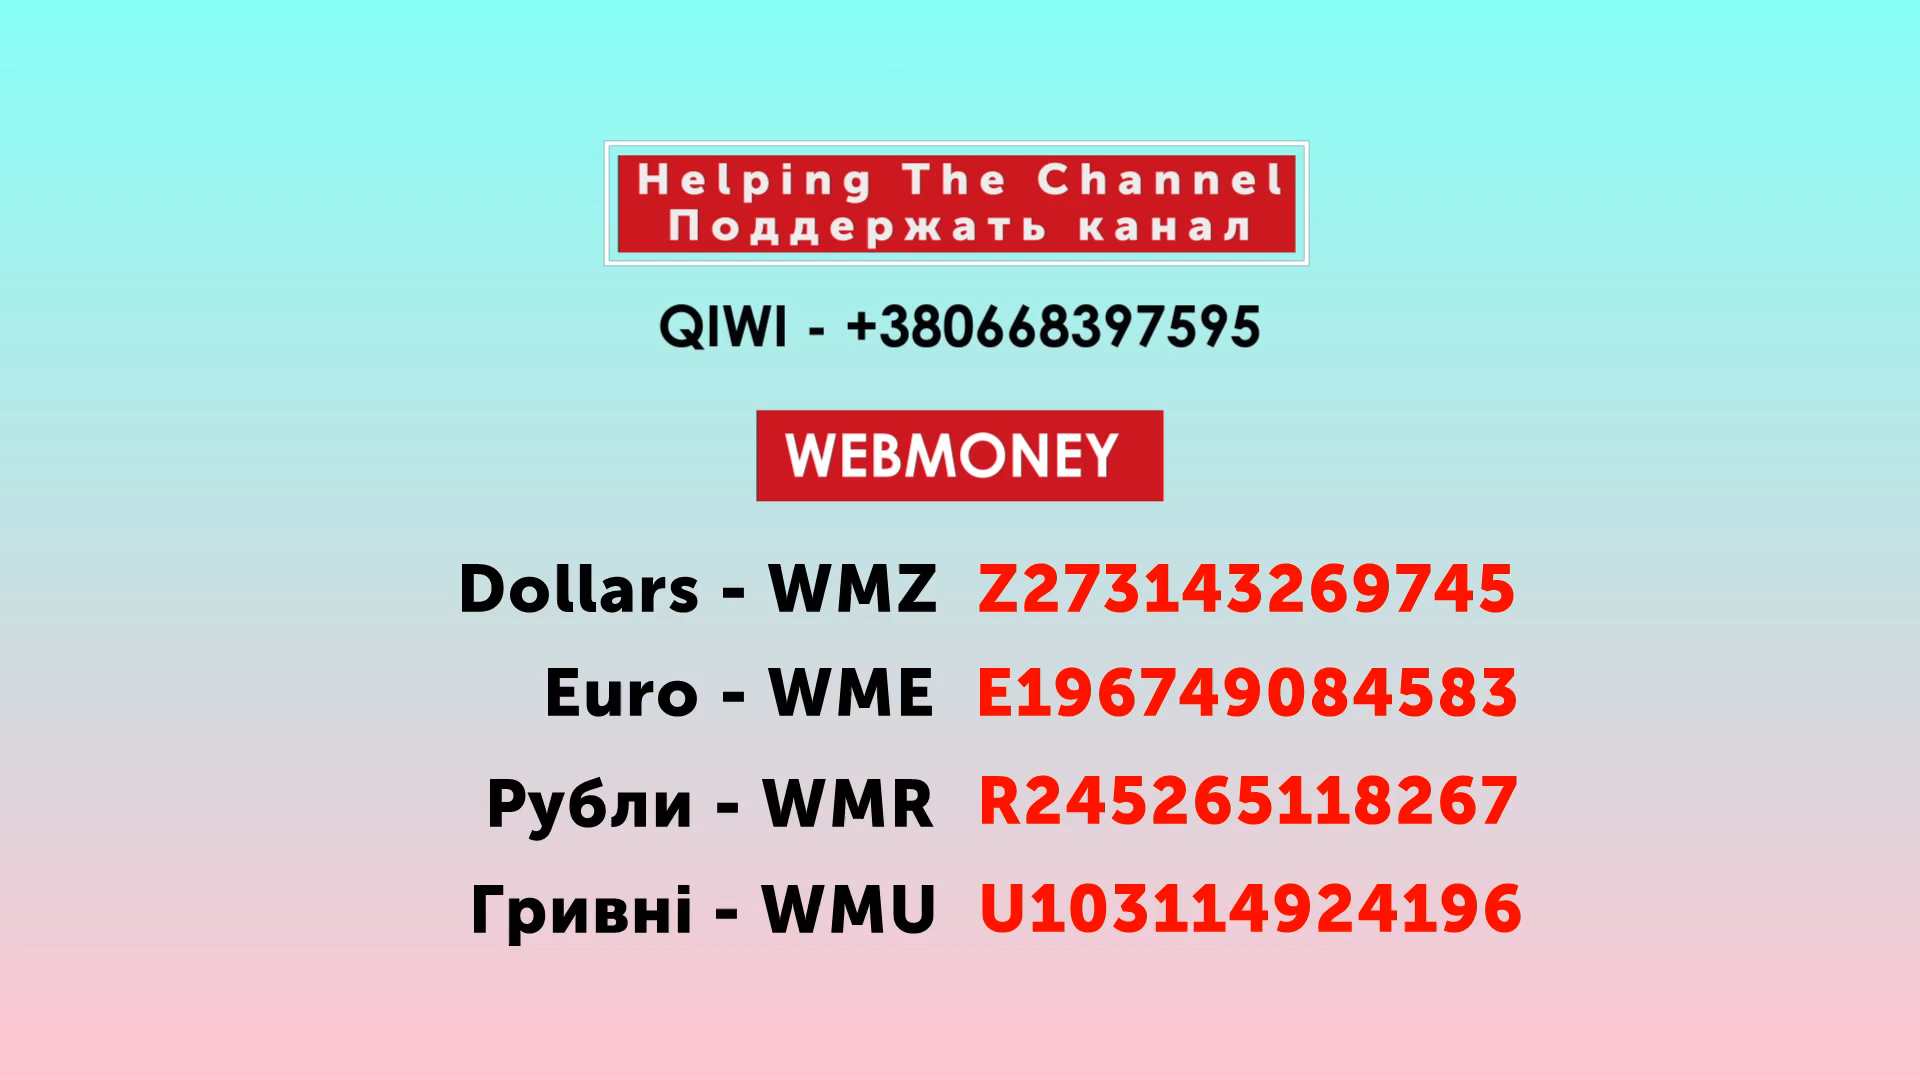 Helping The Channel
Поддержать канал
QIWI - +380668397595
WEBMONEY
Dollars - WMZ Z273143269745
Euro - WME E196749084583
Рубли - WMR R245265118267
Гривні - WMU U103114924196